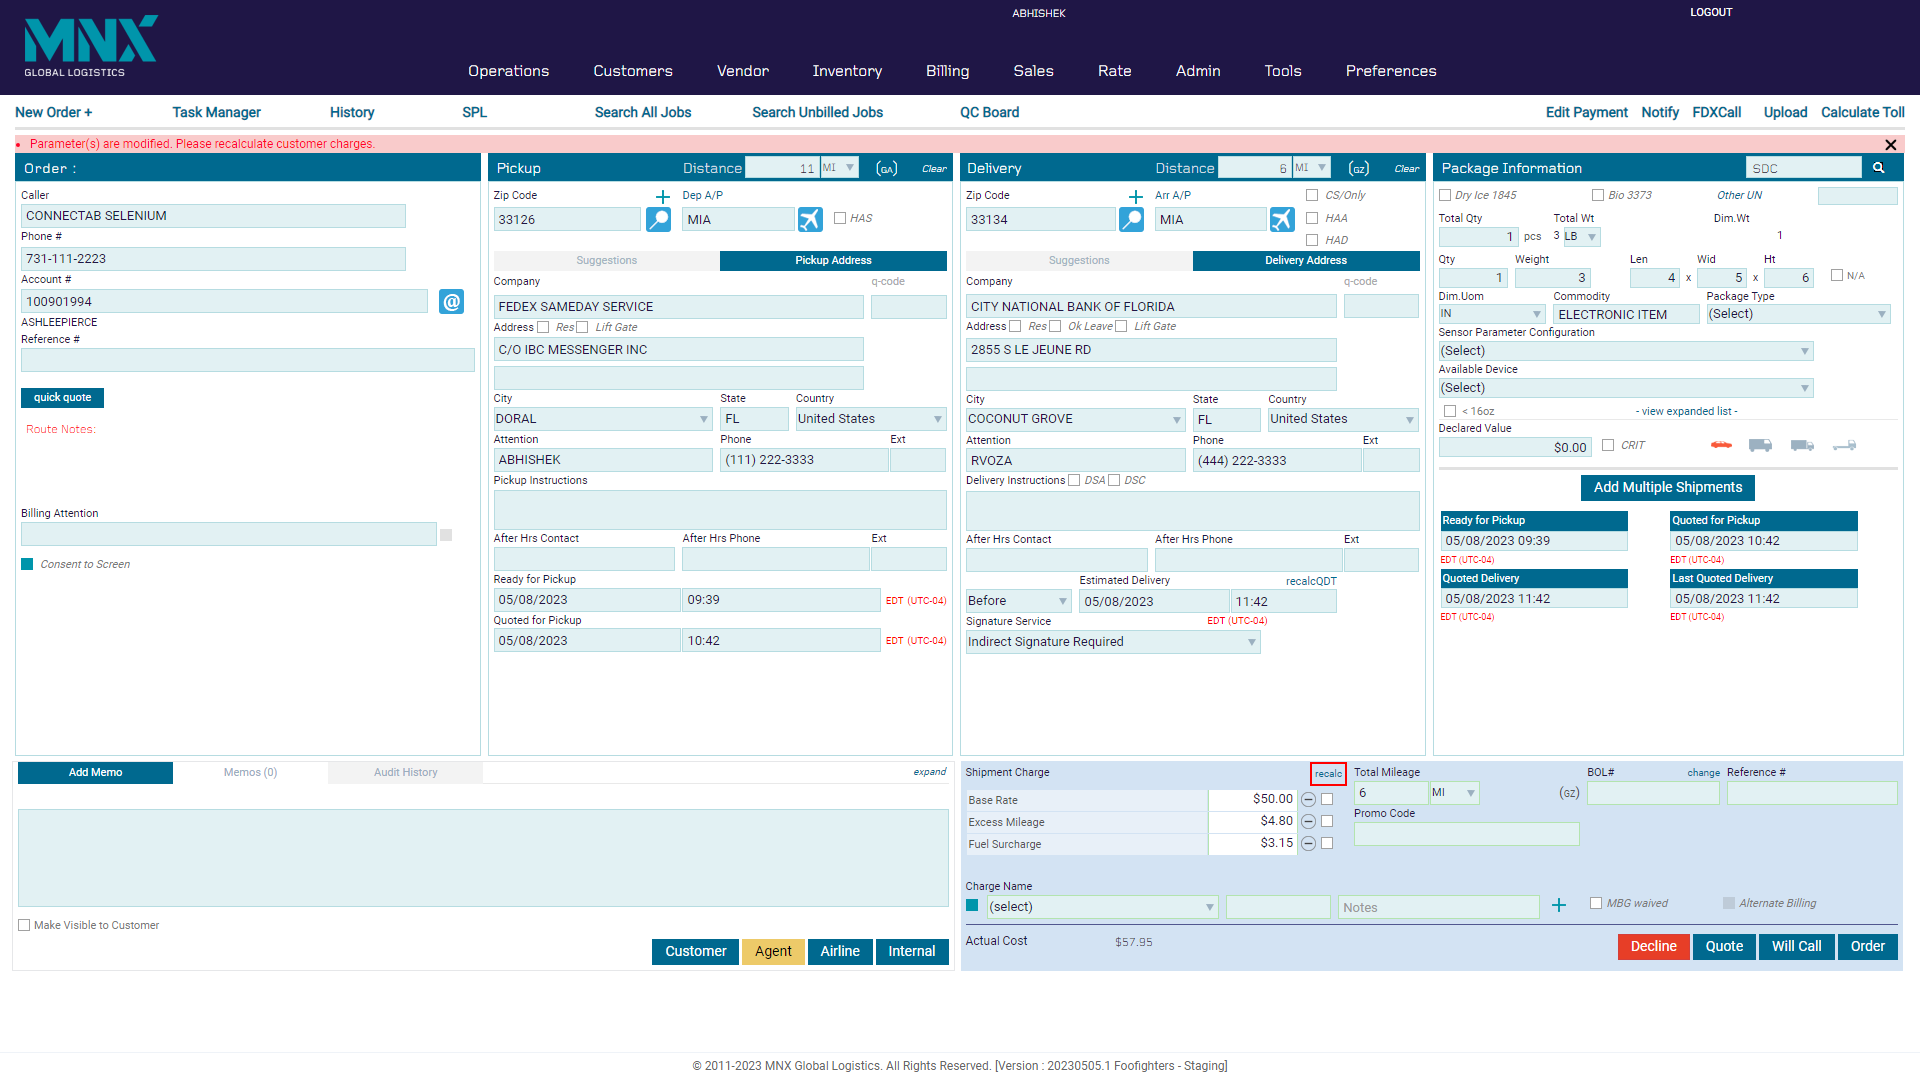 MNX
GLOBAL LOGISTICS
ABHISHEK
LOGOUT
Operations Customers Vendor Inventory Billing Sales Rate Admin Tools Preferences
New Order + Task Manager History SPL Search All Jobs Search Unbilled Jobs QC Board Edit Payment Notify FDXCall Upload Calculate Toll
Parameter(s) are modified. Please recalculate customer charges.
Order :
Caller
CONNECTAB SELENIUM
Phone #
731-111-2223
Account #
100901994 @
ASHLEEPIERCE
Reference #
quick quote
Route Notes:
Billing Attention
Consent to Screen
Pickup Distance 11 MI (GA) Clear
Zip Code Dep A/P
33126 MIA HAS
Suggestions Pickup Address
Company q-code
FEDEX SAMEDAY SERVICE
Address Res Lift Gate
C/O IBC MESSENGER INC
City State Country
DORAL FL United States
Attention Phone Ext
ABHISHEK (111) 222-3333
Pickup Instructions
After Hrs Contact After Hrs Phone Ext
Ready for Pickup
05/08/2023 09:39 EDT (UTC-04)
Quoted for Pickup
05/08/2023 10:42 EDT (UTC-04)
Delivery Distance 6 MI (GZ) Clear
Zip Code Arr A/P CS/Only
33134 MIA HAA
HAD
Suggestions Delivery Address
Company q-code
CITY NATIONAL BANK OF FLORIDA
Address Res Ok Leave Lift Gate
2855 S LE JEUNE RD
City State Country
COCONUT GROVE FL United States
Attention Phone Ext
RVOZA (444) 222-3333
Delivery Instructions DSA DSC
After Hrs Contact After Hrs Phone Ext
Estimated Delivery recalcQDT
Before 05/08/2023 11:42
Signature Service EDT (UTC-04)
Indirect Signature Required
Package Information SDC
Dry Ice 1845 Bio 3373 Other UN
Total Qty Total Wt Dim.Wt
1 pcs 3 LB 1
Qty Weight Len Wid Ht
1 3 4 x 5 x 6 N/A
Dim.Uom Commodity Package Type
IN ELECTRONIC ITEM (Select)
Sensor Parameter Configuration
(Select)
Available Device
(Select)
< 16oz - view expanded list -
Declared Value
$0.00 CRIT
Add Multiple Shipments
Ready for Pickup Quoted for Pickup
05/08/2023 09:39 05/08/2023 10:42
EDT (UTC-04) EDT (UTC-04)
Quoted Delivery Last Quoted Delivery
05/08/2023 11:42 05/08/2023 11:42
EDT (UTC-04) EDT (UTC-04)
Add Memo Memos (0) Audit History expand
Make Visible to Customer
Customer Agent Airline Internal
Shipment Charge recalc Total Mileage BOL# change Reference #
Base Rate $50.00 6 MI (GZ)
Excess Mileage $4.80 Promo Code
Fuel Surcharge $3.15
Charge Name
(select) Notes MBG waived Alternate Billing
Actual Cost $57.95 Decline Quote Will Call Order
© 2011-2023 MNX Global Logistics. All Rights Reserved. [Version : 20230505.1 Foofighters - Staging]